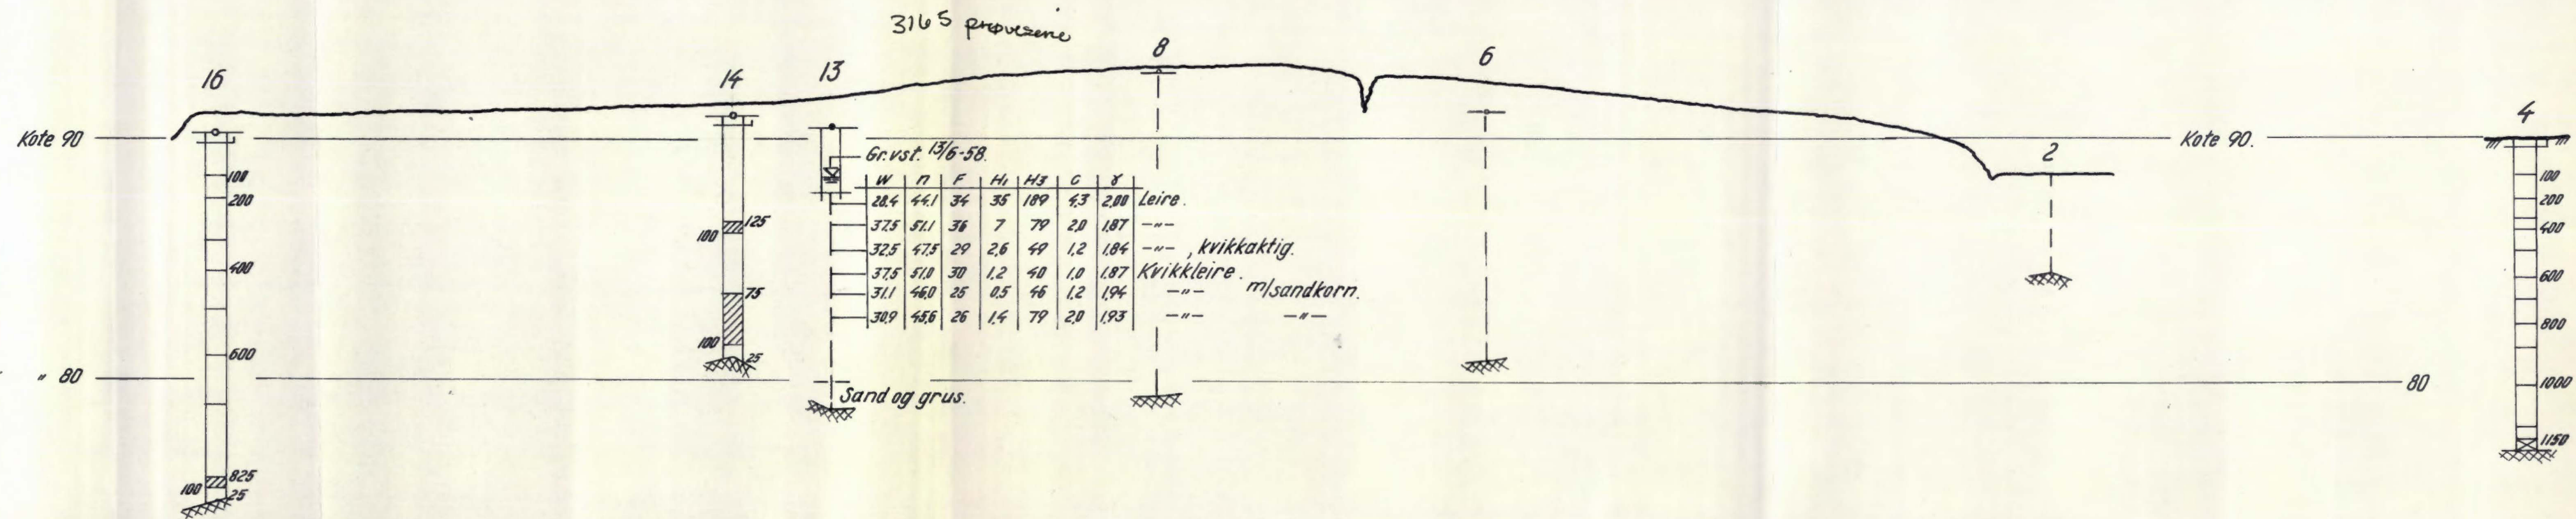 3165 prøveserie
16
14
13
8
6
4
2
Kote 90
Kote 90.
Gr.vst. 13/6-58.
W n F H1 H3 C γ
28.4 44.1 34 35 189 4.3 2,00 Leire.
37.5 51.1 36 7 79 2,0 1,87 -"-
32,5 47,5 29 2,6 49 1,2 1,84 -"- , kvikkaktig.
37,5 51,0 30 1,2 40 1,0 1,87 Kvikkleire.
31.1 46,0 25 0,5 46 1,2 1,94 -"- m/sandkorn.
30,9 45,6 26 1,4 79 2,0 1,93 -"- -"-
100
200
400
600
825
100
25
125
100
75
100
25
Sand og grus.
" 80
80
100
200
400
600
800
1000
1150